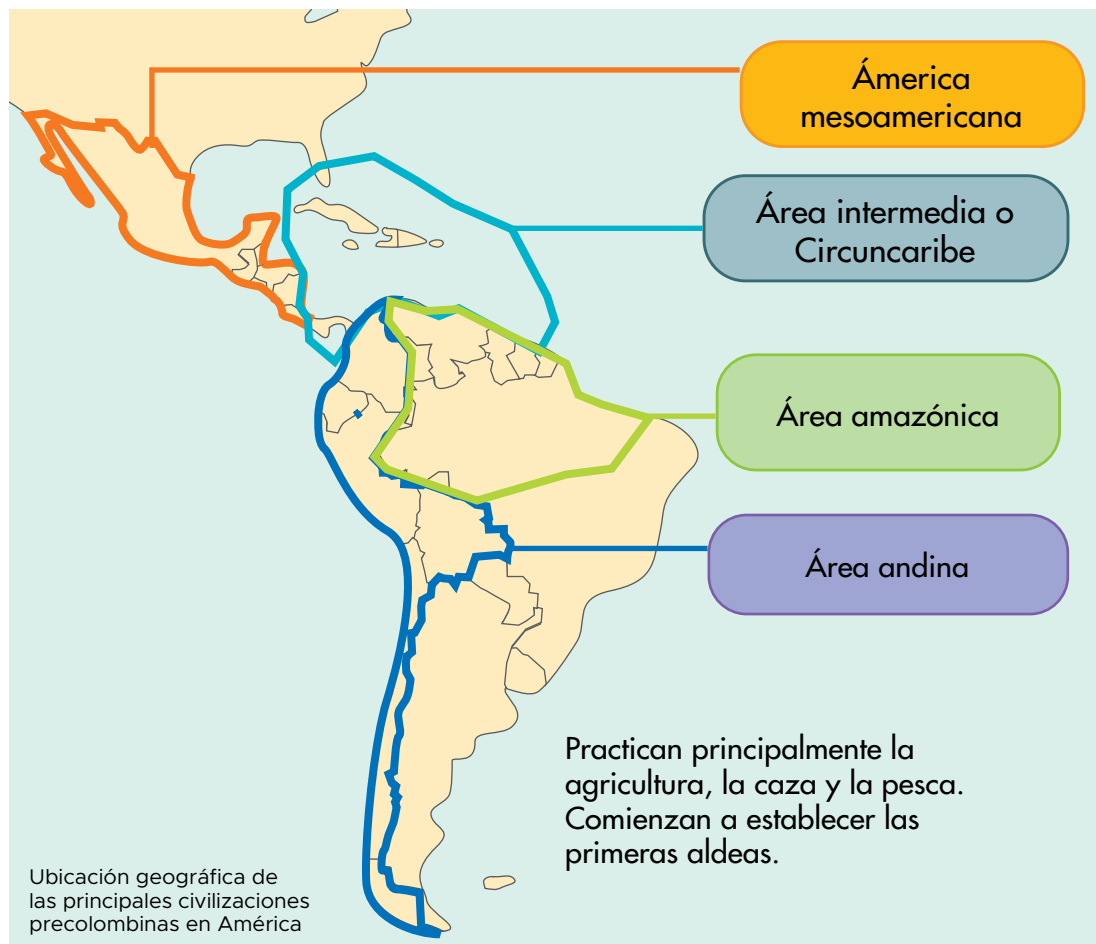 Ámerica
mesoamericana
Área intermedia o
Circuncaribe
Área amazónica
Área andina
Practican principalmente la
agricultura, la caza y la pesca.
Comienzan a establecer las
primeras aldeas.
Ubicación geográfica de
las principales civilizaciones
precolombinas en América